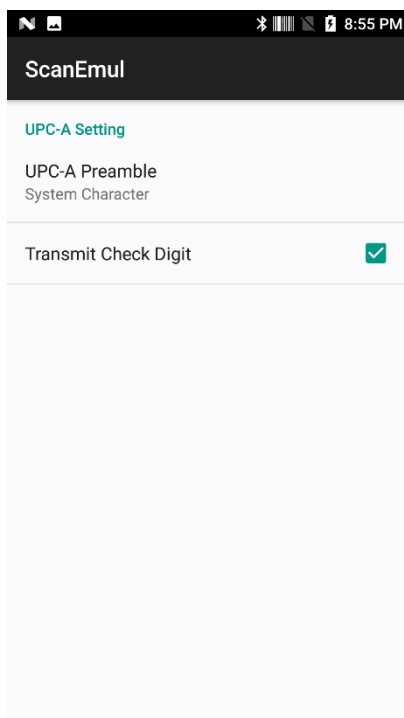 8:55 PM
ScanEmul
UPC-A Setting
UPC-A Preamble
System Character
Transmit Check Digit